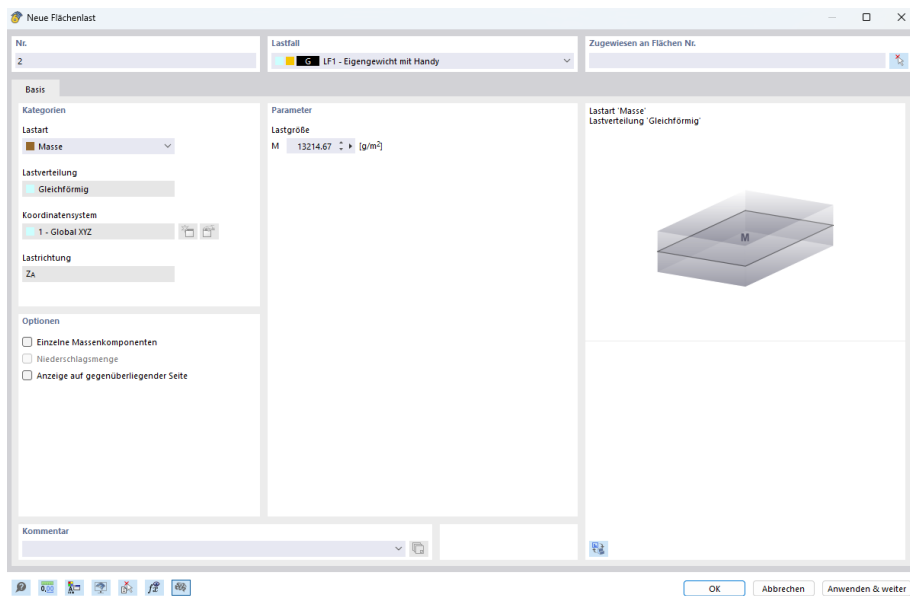 Neue Flächenlast
Nr.
2
Lastfall
G LF1 - Eigengewicht mit Handy
Zugewiesen an Flächen Nr.
Basis
Kategorien
Lastart
Masse
Lastverteilung
Gleichförmig
Koordinatensystem
1 - Global XYZ
Lastrichtung
ZA
Parameter
Lastgröße
M 13214.67 [g/m²]
Lastart 'Masse'
Lastverteilung 'Gleichförmig'
M
Optionen
Einzelne Massenkomponenten
Niederschlagsmenge
Anzeige auf gegenüberliegender Seite
Kommentar
0,00
OK
Abbrechen
Anwenden & weiter